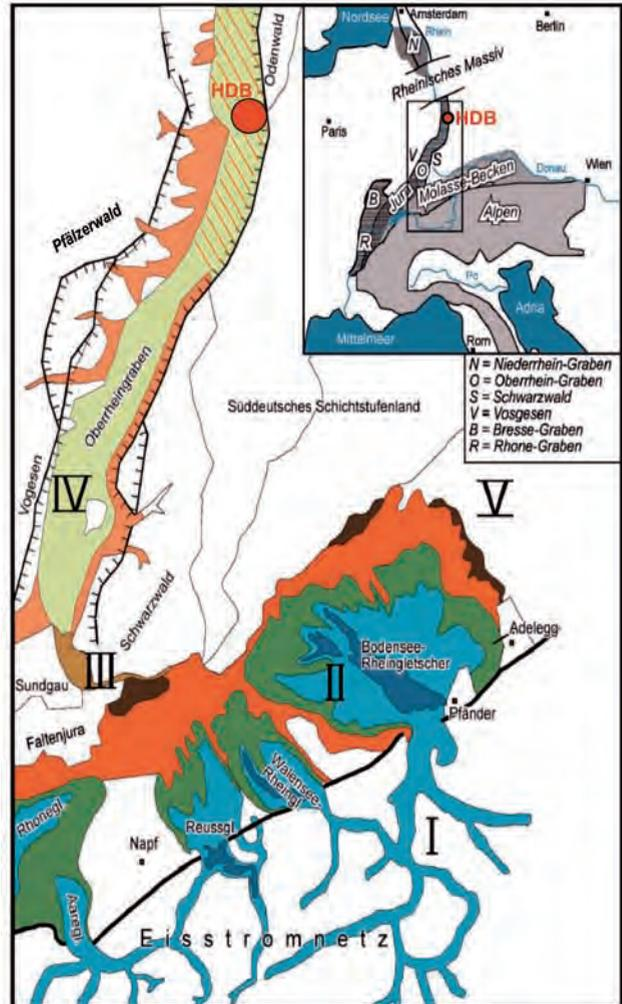 Odenwald
HDB
Pfälzerwald
Oberrheingraben
Vogesen
IV
Süddeutsches Schichtstufenland
Schwarzwald
III
Sundgau
Faltenjura
V
Adelegg
Bodensee-
Rheingletscher
II
Pfänder
Walensee-
Rheingl.
Rhonegl.
Reussgl.
Napf
I
Aaregl.
Eisstromnetz
Nordsee
Amsterdam
Berlin
N
Rhein
Rheinisches Massiv
HDB
Paris
V
S
O
Donau
Wien
Molasse-Becken
Jura
B
R
Alpen
Po
Adria
Mittelmeer
Rom
N = Niederrhein-Graben
O = Oberrhein-Graben
S = Schwarzwald
V = Vosgesen
B = Bresse-Graben
R = Rhone-Graben